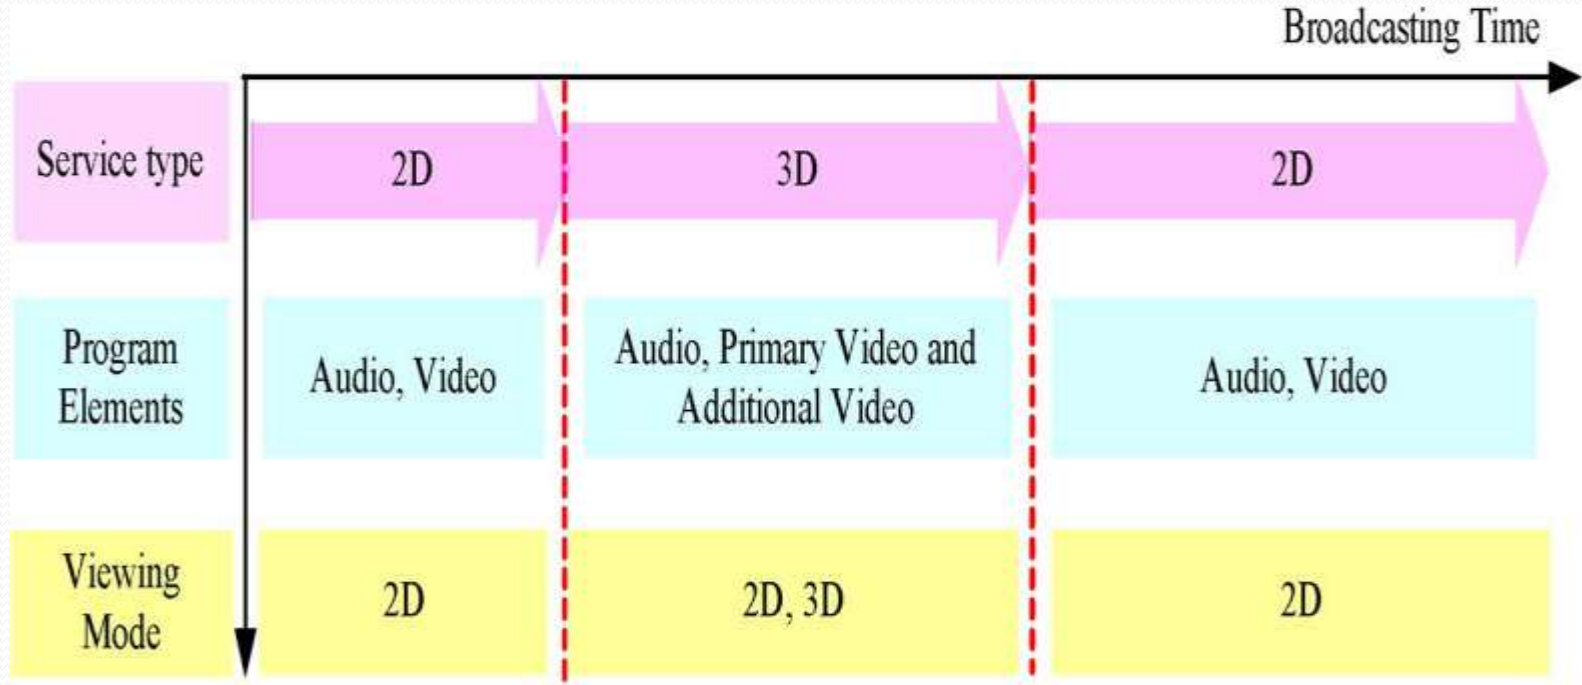 Broadcasting Time
Service type
2D
3D
2D
Program
Elements
Audio, Video
Audio, Primary Video and
Additional Video
Audio, Video
Viewing
Mode
2D
2D, 3D
2D